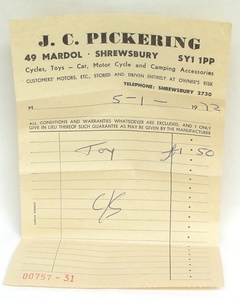 J. C. PICKERING
49 MARDOL · SHREWSBURY SY1 1PP
Cycles, Toys — Car, Motor Cycle and Camping Accessories
CUSTOMERS' MOTORS, ETC., STORED AND DRIVEN ENTIRELY AT OWNER'S RISK
TELEPHONE: SHREWSBURY 2730
M 5-1-1972
ALL CONDITIONS AND WARRANTIES WHATSOEVER ARE EXCLUDED, AND I ONLY
GIVE IN LIEU THEREOF SUCH GUARANTEE AS MAY BE GIVEN BY THE MANUFACTURER
Toy £1.50
C/S
00757-31